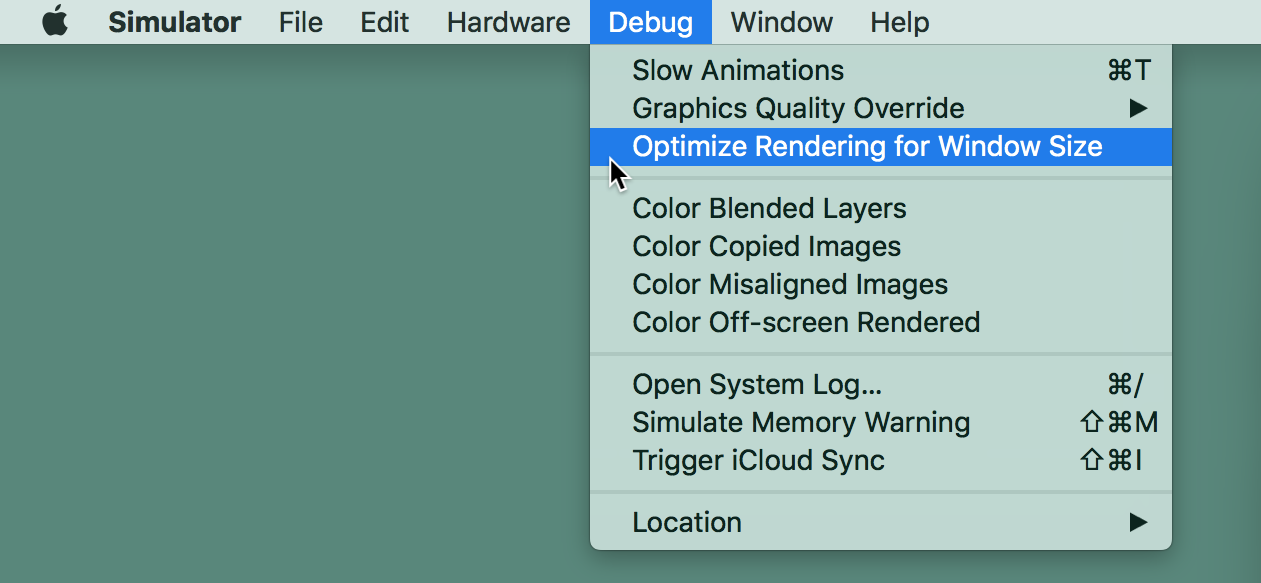 Simulator File Edit Hardware Debug Window Help
Slow Animations ⌘T
Graphics Quality Override ▶
Optimize Rendering for Window Size
Color Blended Layers
Color Copied Images
Color Misaligned Images
Color Off-screen Rendered
Open System Log... ⌘/
Simulate Memory Warning ⇧⌘M
Trigger iCloud Sync ⇧⌘I
Location ▶